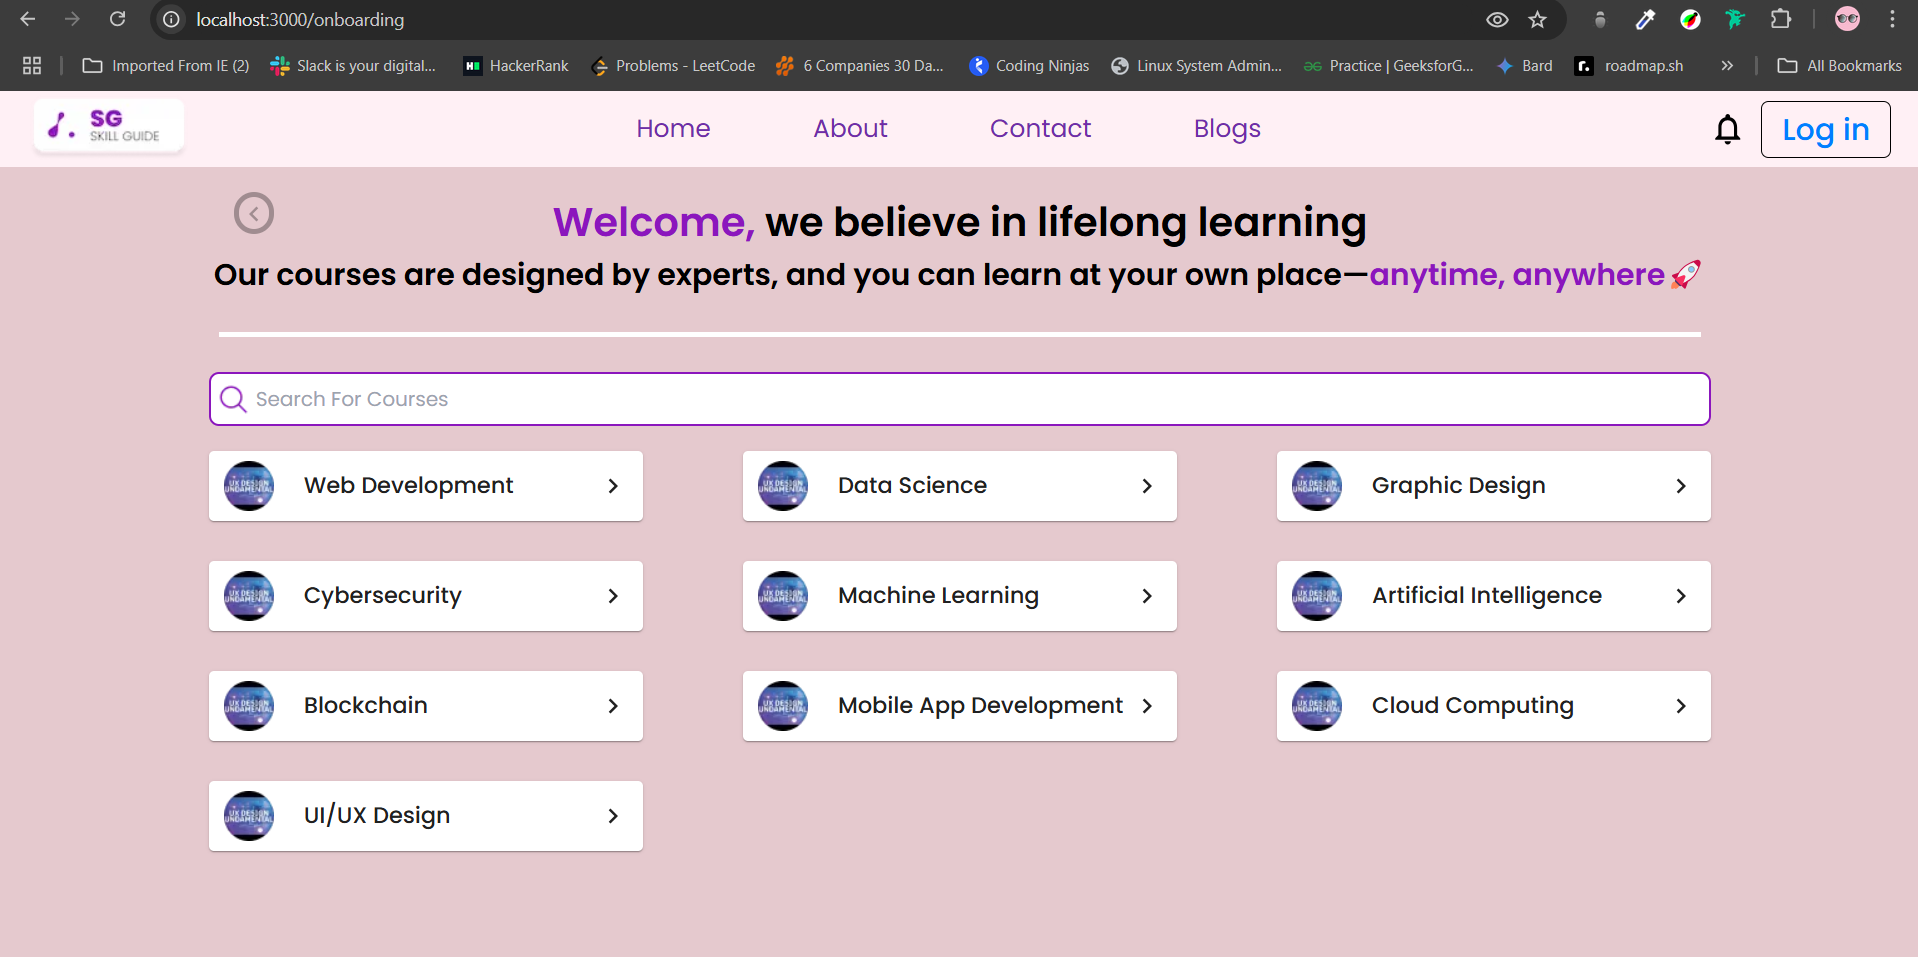 localhost:3000/onboarding
Imported From IE (2) Slack is your digital... HackerRank Problems - LeetCode 6 Companies 30 Da... Coding Ninjas Linux System Admin... Practice | GeeksforG... Bard roadmap.sh All Bookmarks
SG
SKILL GUIDE
Home About Contact Blogs Log in
Welcome, we believe in lifelong learning
Our courses are designed by experts, and you can learn at your own place—anytime, anywhere🚀
Search For Courses
Web Development Data Science Graphic Design
Cybersecurity Machine Learning Artificial Intelligence
Blockchain Mobile App Development Cloud Computing
UI/UX Design